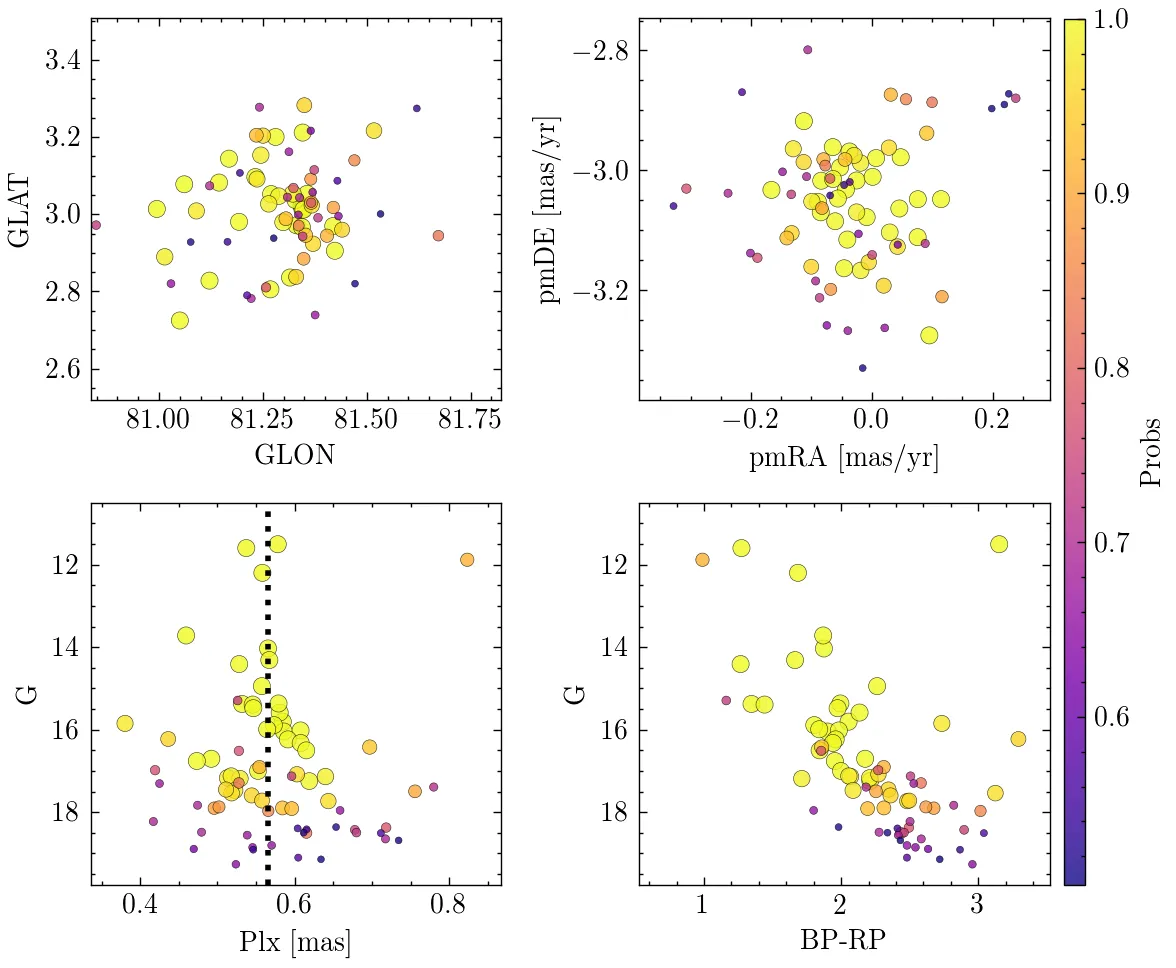 GLAT
3.4
3.2
3.0
2.8
2.6
81.00 81.25 81.50 81.75
GLON
pmDE [mas/yr]
−2.8
−3.0
−3.2
−0.2 0.0 0.2
pmRA [mas/yr]
G
12
14
16
18
0.4 0.6 0.8
Plx [mas]
G
12
14
16
18
1 2 3
BP-RP
1.0
0.9
0.8
0.7
0.6
Probs